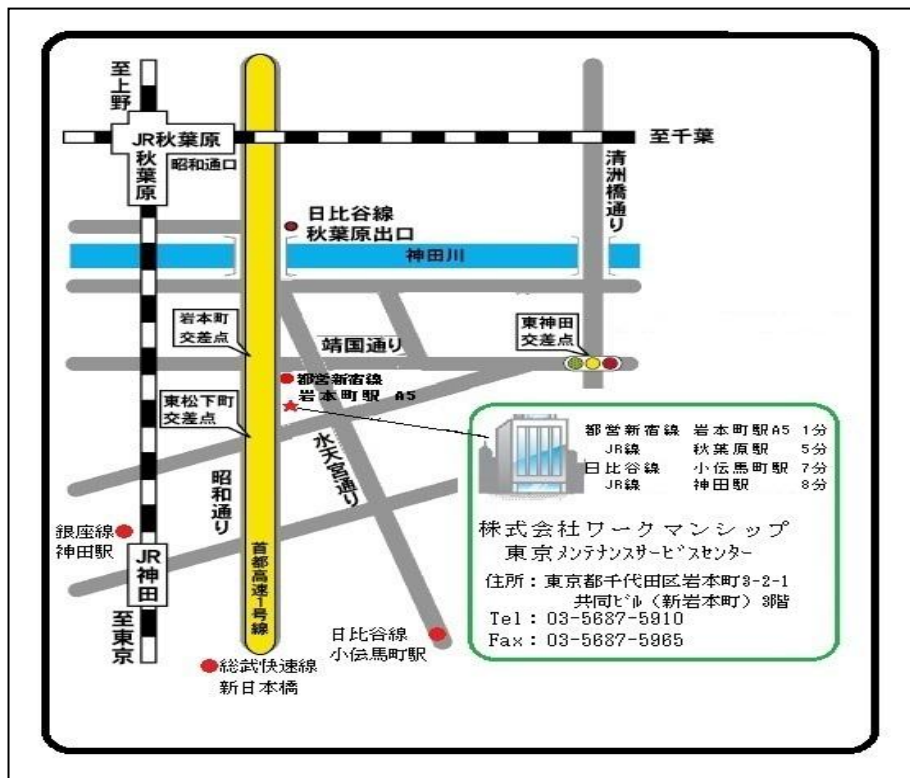 至上野
JR秋葉原
秋葉原
昭和通口
至千葉
清洲橋通り
日比谷線
秋葉原出口
神田川
岩本町
交差点
靖国通り
東神田
交差点
都営新宿線
岩本町駅 A5
東松下町
交差点
水天宮通り
昭和通り
首都高速1号線
銀座線
神田駅
JR神田
至東京
日比谷線
小伝馬町駅
総武快速線
新日本橋
都営新宿線 岩本町駅A5 1分
JR線 秋葉原駅 5分
日比谷線 小伝馬町駅 7分
JR線 神田駅 8分
株式会社ワークマンシップ
東京ﾒﾝﾃﾅﾝｽｻｰﾋﾞｽセンター
住所：東京都千代田区岩本町3-2-1
共同ﾋﾞﾙ（新岩本町）3階
Tel：03-5687-5910
Fax：03-5687-5965